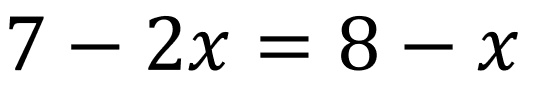 7 − 2𝑥 = 8 − 𝑥